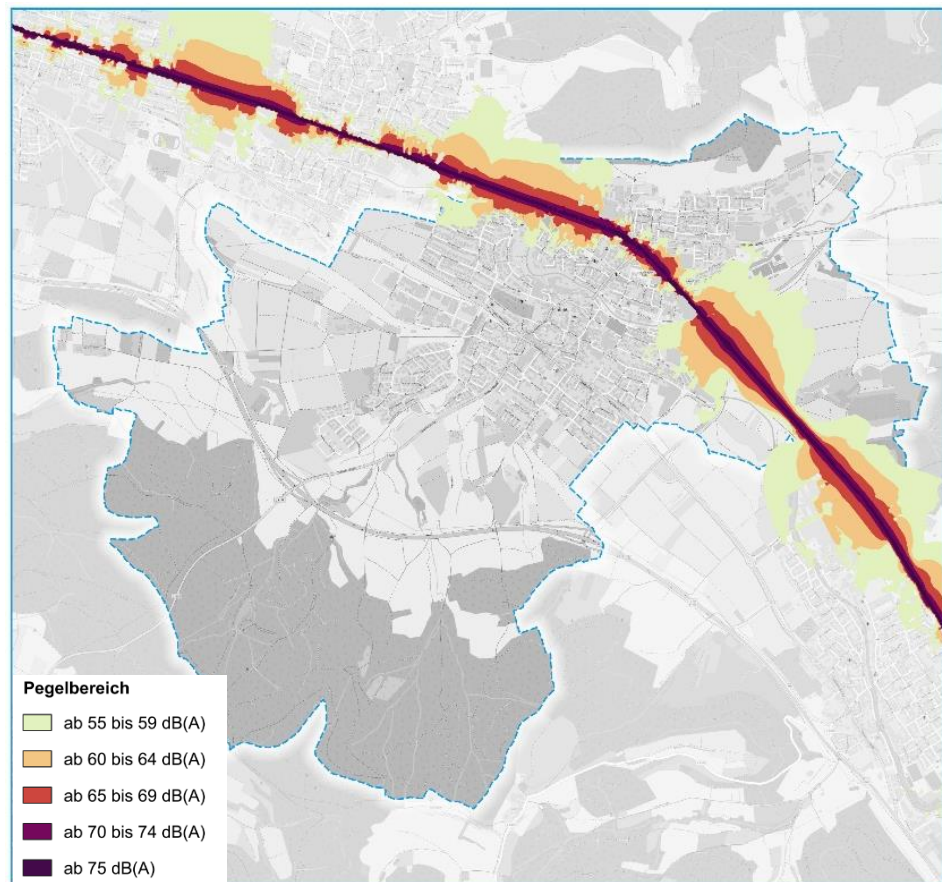 Pegelbereich
ab 55 bis 59 dB(A)
ab 60 bis 64 dB(A)
ab 65 bis 69 dB(A)
ab 70 bis 74 dB(A)
ab 75 dB(A)